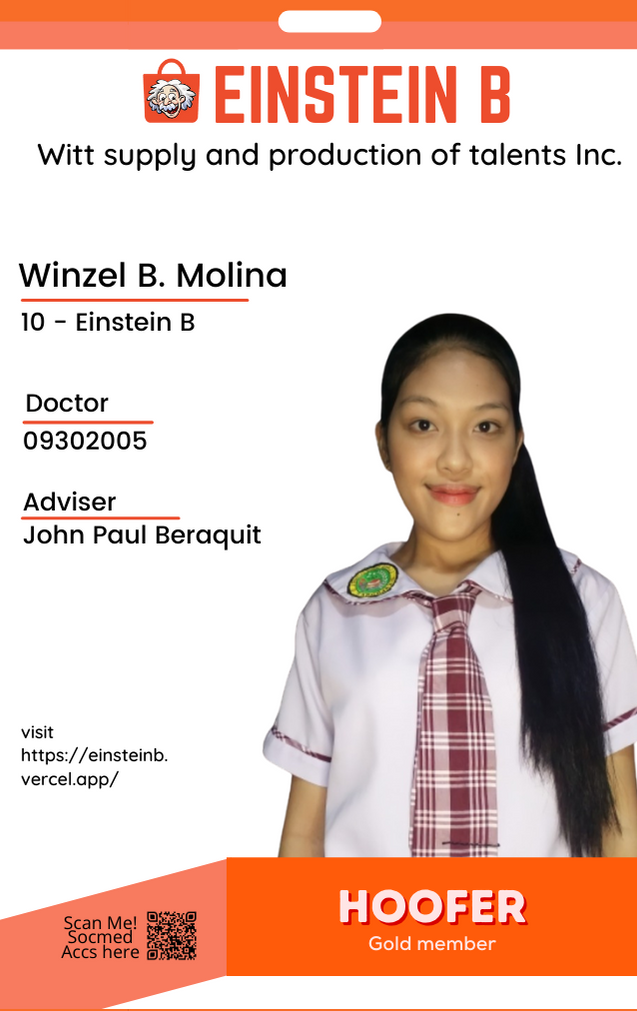 EINSTEIN B
Witt supply and production of talents Inc.
Winzel B. Molina
10 - Einstein B
Doctor
09302005
Adviser
John Paul Beraquit
visit
https://einsteinb.
vercel.app/
Scan Me!
Socmed
Accs here
HOOFER
Gold member